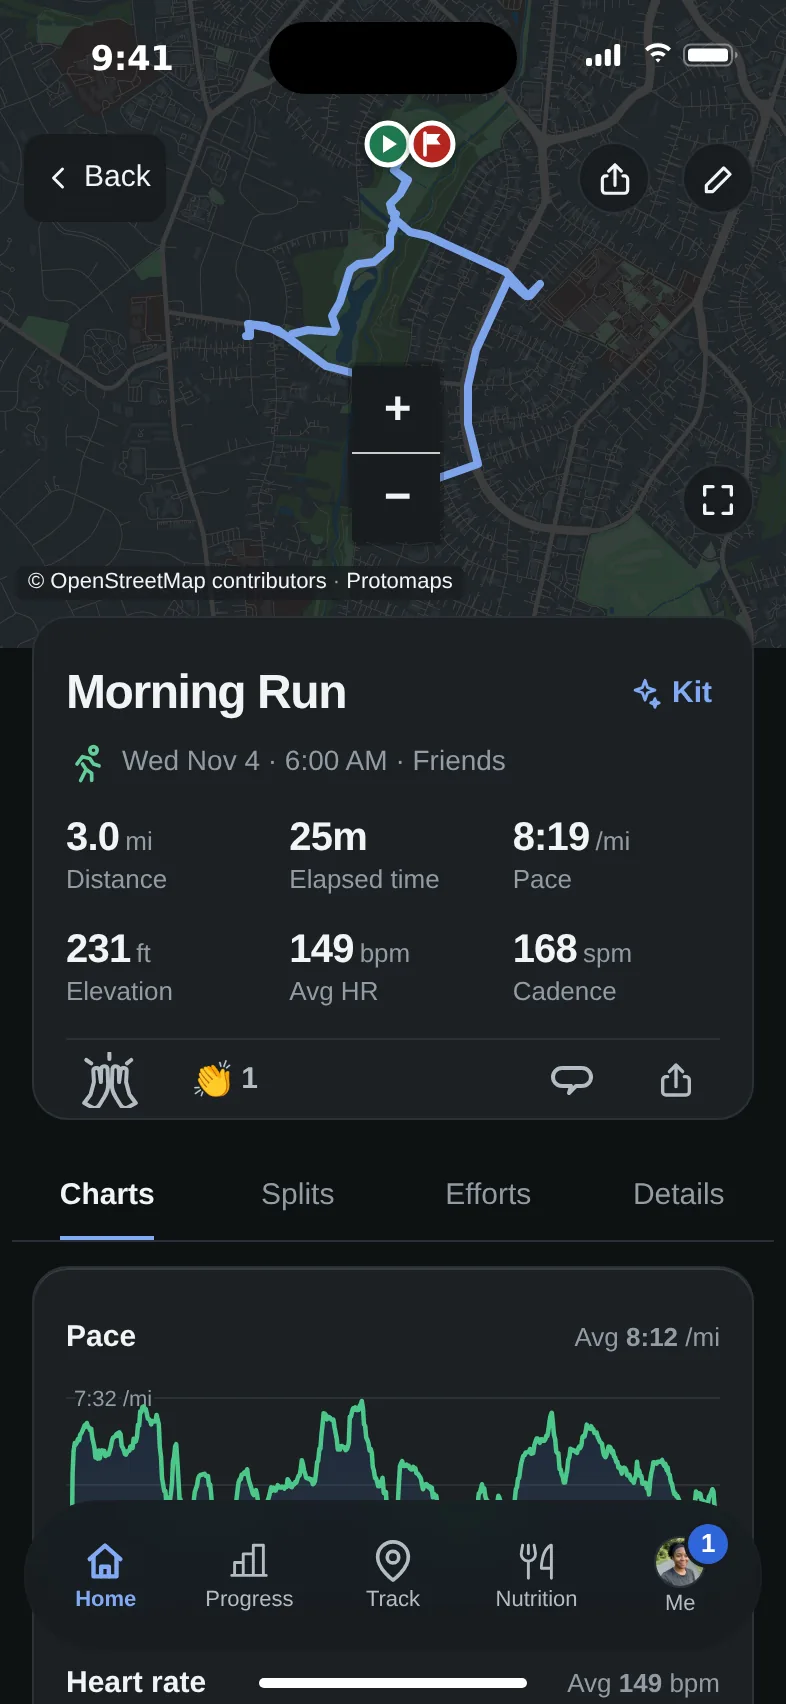 9:41
Back
+
−
© OpenStreetMap contributors · Protomaps
Morning Run
Kit
Wed Nov 4 · 6:00 AM · Friends
3.0 mi 25m 8:19 /mi
Distance Elapsed time Pace
231 ft 149 bpm 168 spm
Elevation Avg HR Cadence
👏 1
Charts Splits Efforts Details
Pace Avg 8:12 /mi
7:32 /mi
1
Home Progress Track Nutrition Me
Heart rate Avg 149 bpm